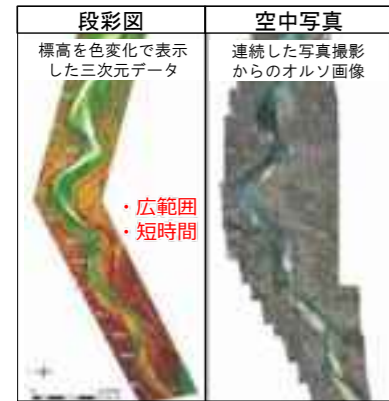 段彩図
標高を色変化で表示
した三次元データ
・広範囲
・短時間
空中写真
連続した写真撮影
からのオルソ画像